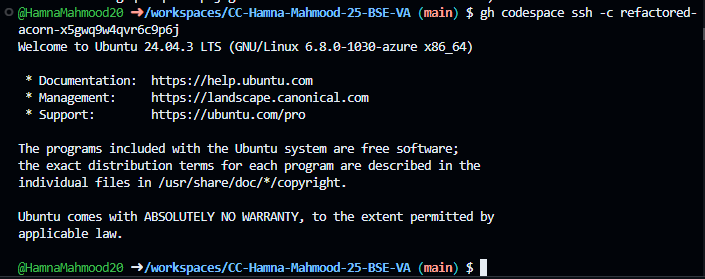 @HamnaMahmood20 ➜/workspaces/CC-Hamna-Mahmood-25-BSE-VA (main) $ gh codespace ssh -c refactored-
acorn-x5gwq9w4qvr6c9p6j
Welcome to Ubuntu 24.04.3 LTS (GNU/Linux 6.8.0-1030-azure x86_64)
* Documentation:  https://help.ubuntu.com
* Management:     https://landscape.canonical.com
* Support:        https://ubuntu.com/pro
The programs included with the Ubuntu system are free software;
the exact distribution terms for each program are described in the
individual files in /usr/share/doc/*/copyright.
Ubuntu comes with ABSOLUTELY NO WARRANTY, to the extent permitted by
applicable law.
@HamnaMahmood20 ➜/workspaces/CC-Hamna-Mahmood-25-BSE-VA (main) $